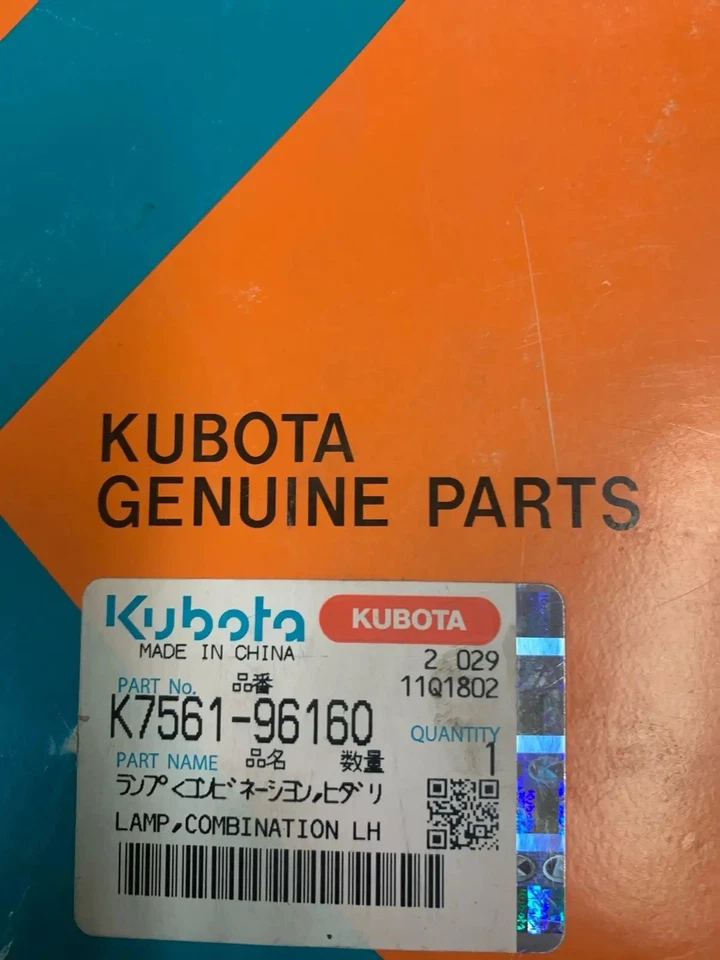 KUBOTA
GENUINE PARTS
Kubota KUBOTA
MADE IN CHINA 2 029
PART No. 品番 11Q1802
K7561-96160 QUANTITY
PART NAME 品名 数量 1
ランプ<コンビネーション,ヒダリ
LAMP,COMBINATION LH